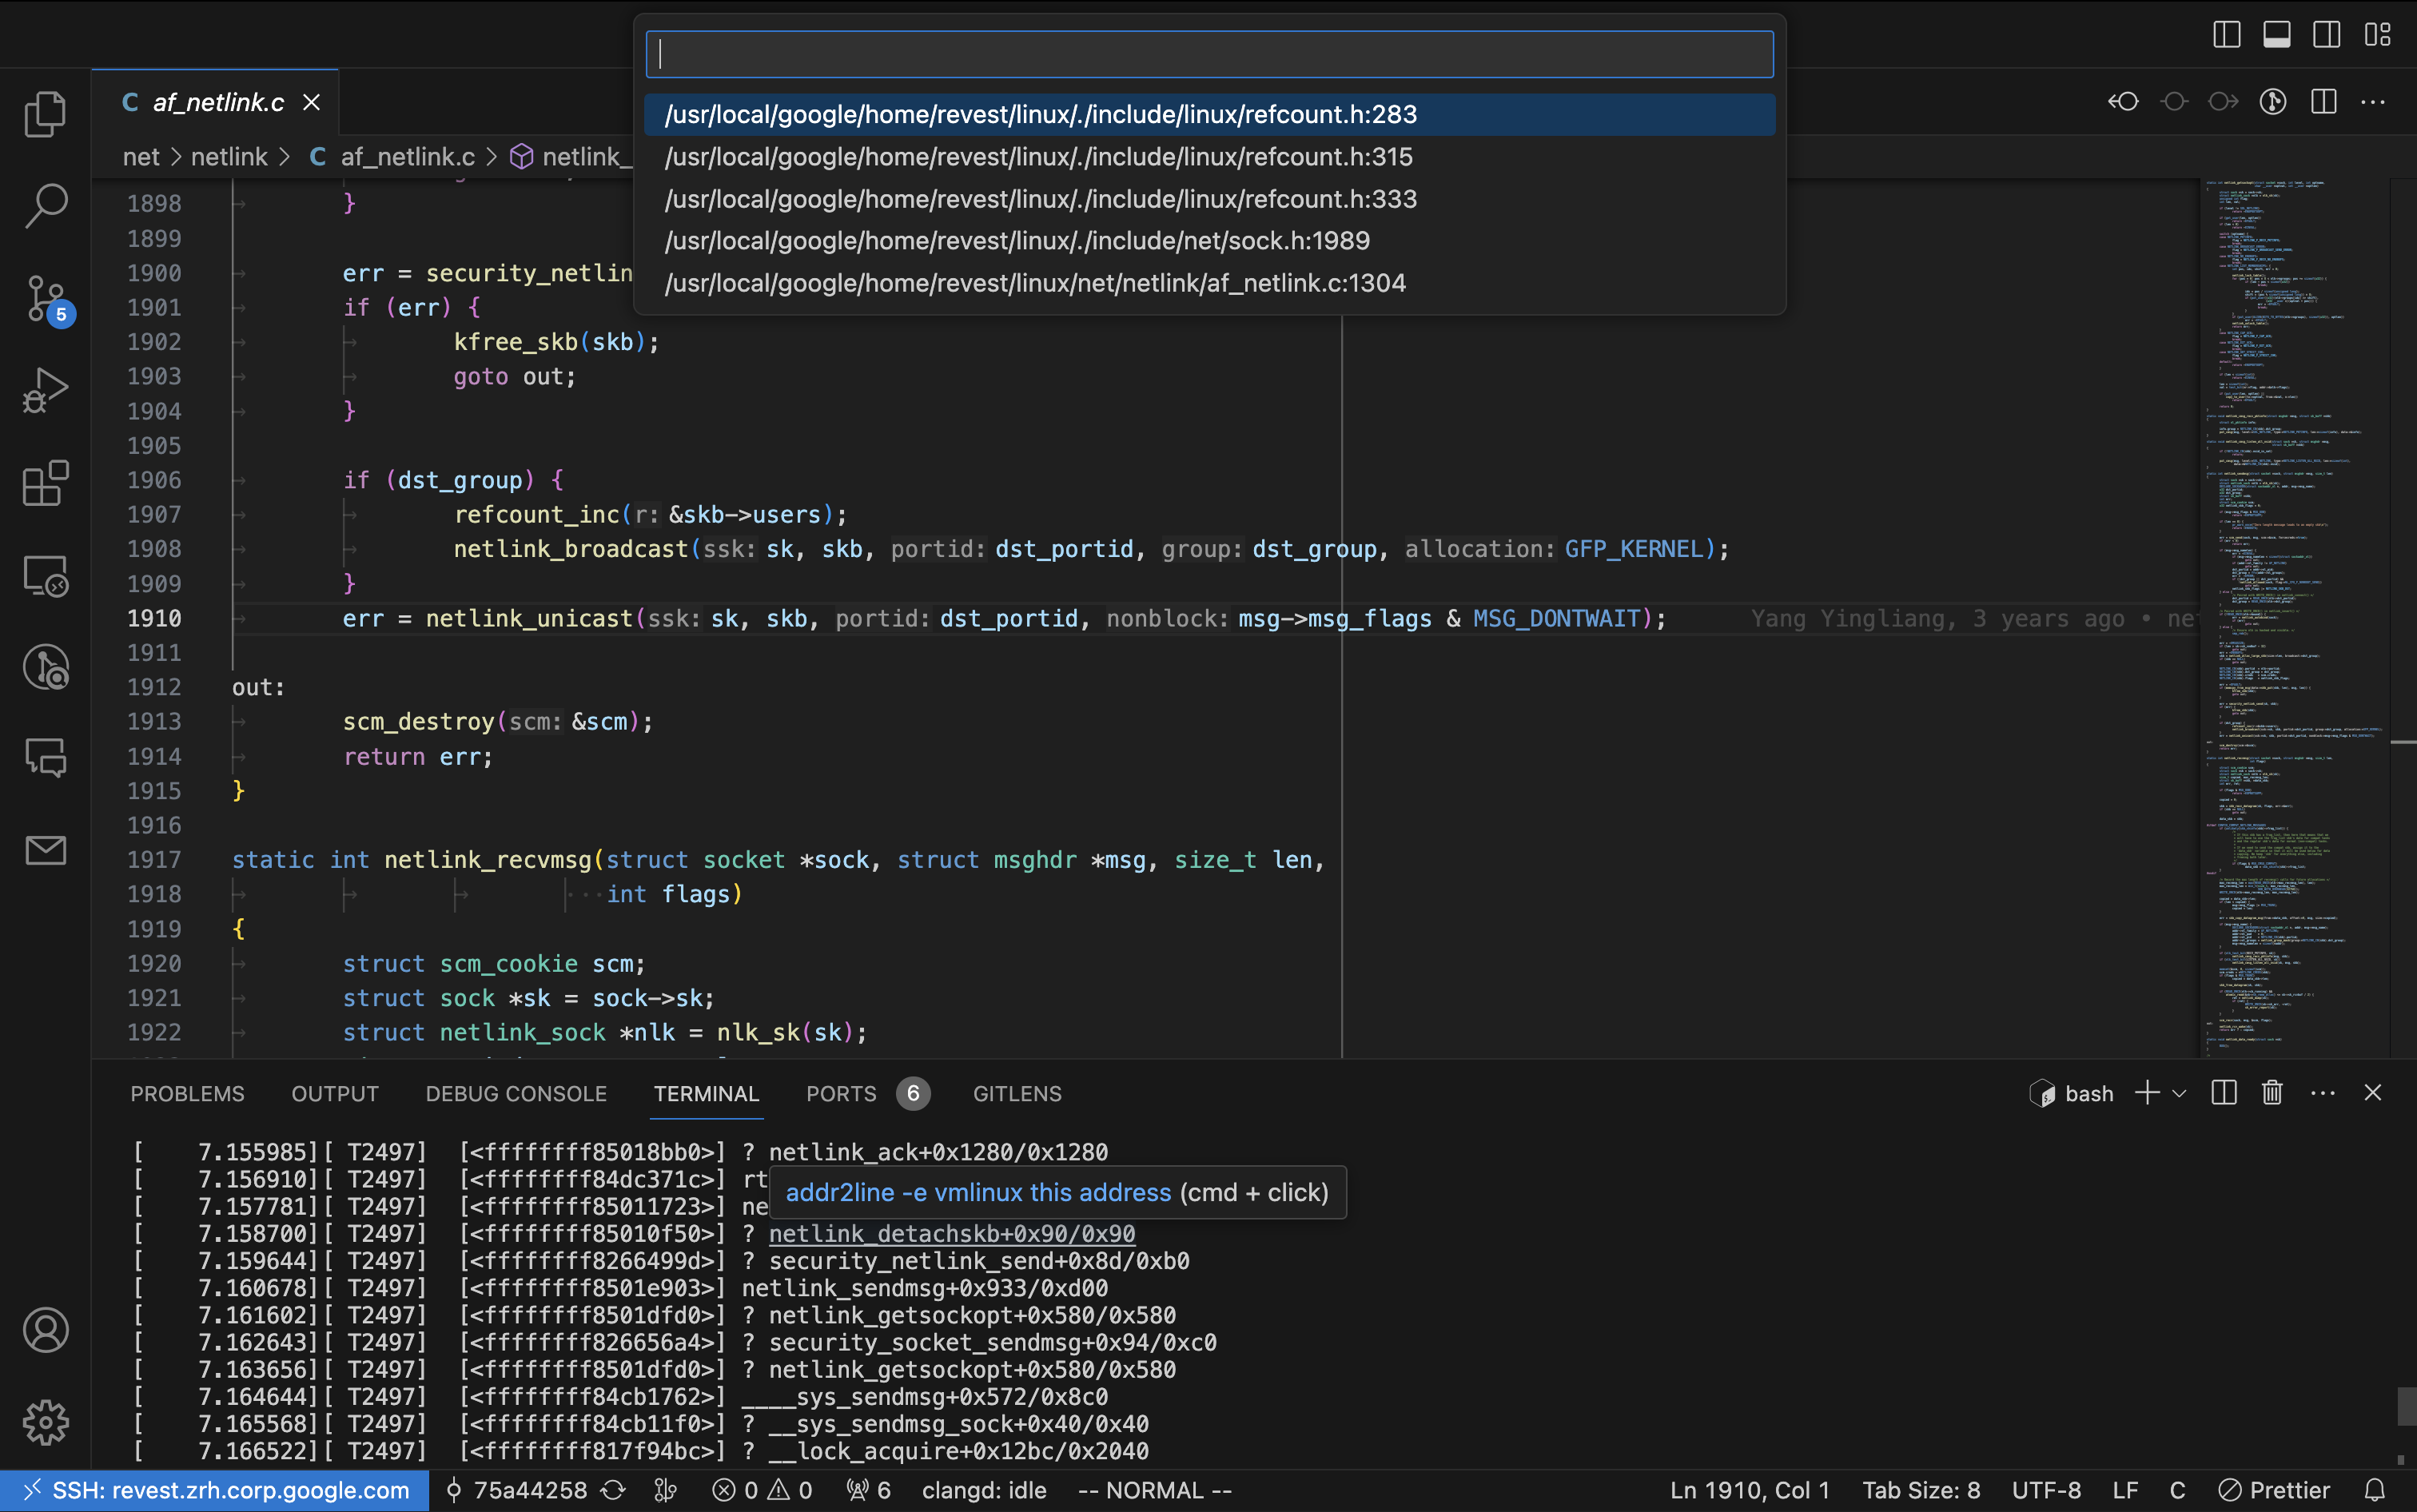 /usr/local/google/home/revest/linux/./include/linux/refcount.h:283
/usr/local/google/home/revest/linux/./include/linux/refcount.h:315
/usr/local/google/home/revest/linux/./include/linux/refcount.h:333
/usr/local/google/home/revest/linux/./include/net/sock.h:1989
/usr/local/google/home/revest/linux/net/netlink/af_netlink.c:1304
C af_netlink.c
net > netlink > C af_netlink.c > netlink_
1898 }
1899
1900 err = security_netlin
1901 if (err) {
1902 kfree_skb(skb);
1903 goto out;
1904 }
1905
1906 if (dst_group) {
1907 refcount_inc(r: &skb->users);
1908 netlink_broadcast(ssk: sk, skb, portid: dst_portid, group: dst_group, allocation: GFP_KERNEL);
1909 }
1910 err = netlink_unicast(ssk: sk, skb, portid: dst_portid, nonblock: msg->msg_flags & MSG_DONTWAIT); Yang Yingliang, 3 years ago • net
1911
1912 out:
1913 scm_destroy(scm: &scm);
1914 return err;
1915 }
1916
1917 static int netlink_recvmsg(struct socket *sock, struct msghdr *msg, size_t len,
1918 int flags)
1919 {
1920 struct scm_cookie scm;
1921 struct sock *sk = sock->sk;
1922 struct netlink_sock *nlk = nlk_sk(sk);
5
PROBLEMS OUTPUT DEBUG CONSOLE TERMINAL PORTS 6 GITLENS bash
[ 7.155985][ T2497] [<ffffffff85018bb0>] ? netlink_ack+0x1280/0x1280
[ 7.156910][ T2497] [<ffffffff84dc371c>] rt
addr2line -e vmlinux this address (cmd + click)
[ 7.157781][ T2497] [<ffffffff85011723>] ne
[ 7.158700][ T2497] [<ffffffff85010f50>] ? netlink_detachskb+0x90/0x90
[ 7.159644][ T2497] [<ffffffff8266499d>] ? security_netlink_send+0x8d/0xb0
[ 7.160678][ T2497] [<ffffffff8501e903>] netlink_sendmsg+0x933/0xd00
[ 7.161602][ T2497] [<ffffffff8501dfd0>] ? netlink_getsockopt+0x580/0x580
[ 7.162643][ T2497] [<ffffffff826656a4>] ? security_socket_sendmsg+0x94/0xc0
[ 7.163656][ T2497] [<ffffffff8501dfd0>] ? netlink_getsockopt+0x580/0x580
[ 7.164644][ T2497] [<ffffffff84cb1762>] ____sys_sendmsg+0x572/0x8c0
[ 7.165568][ T2497] [<ffffffff84cb11f0>] ? __sys_sendmsg_sock+0x40/0x40
[ 7.166522][ T2497] [<ffffffff817f94bc>] ? __lock_acquire+0x12bc/0x2040
SSH: revest.zrh.corp.google.com 75a44258 0 0 6 clangd: idle -- NORMAL -- Ln 1910, Col 1 Tab Size: 8 UTF-8 LF C Prettier